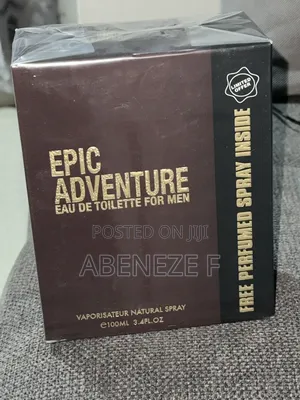 LIMITED
OFFER
EPIC
ADVENTURE
EAU DE TOILETTE FOR MEN
POSTED ON JIJI
ABENEZE F
VAPORISATEUR NATURAL SPRAY
℮100ML 3.4FL.OZ
FREE PERFUMED SPRAY INSIDE